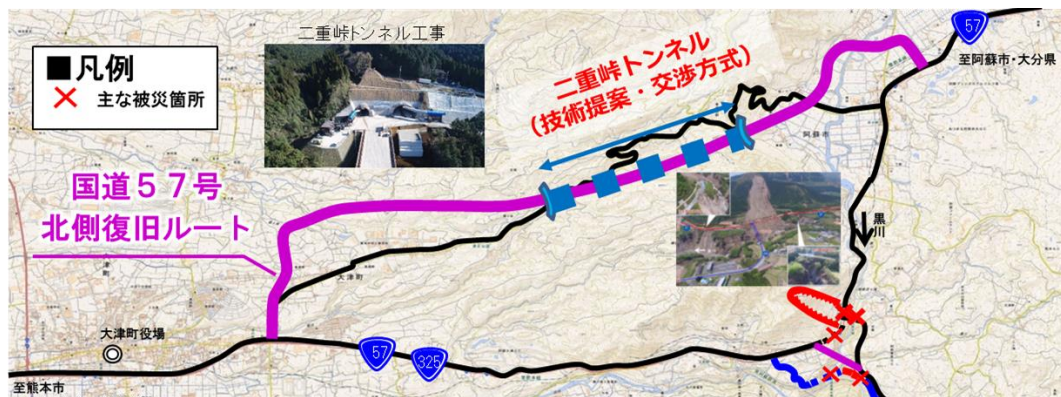 二重峠トンネル工事
■凡例
主な被災箇所
57
至阿蘇市・大分県
二重峠トンネル
(技術提案・交渉方式)
阿蘇市
国道57号
北側復旧ルート
黒川
大津町
大津町
大津町役場
57
325
至熊本市